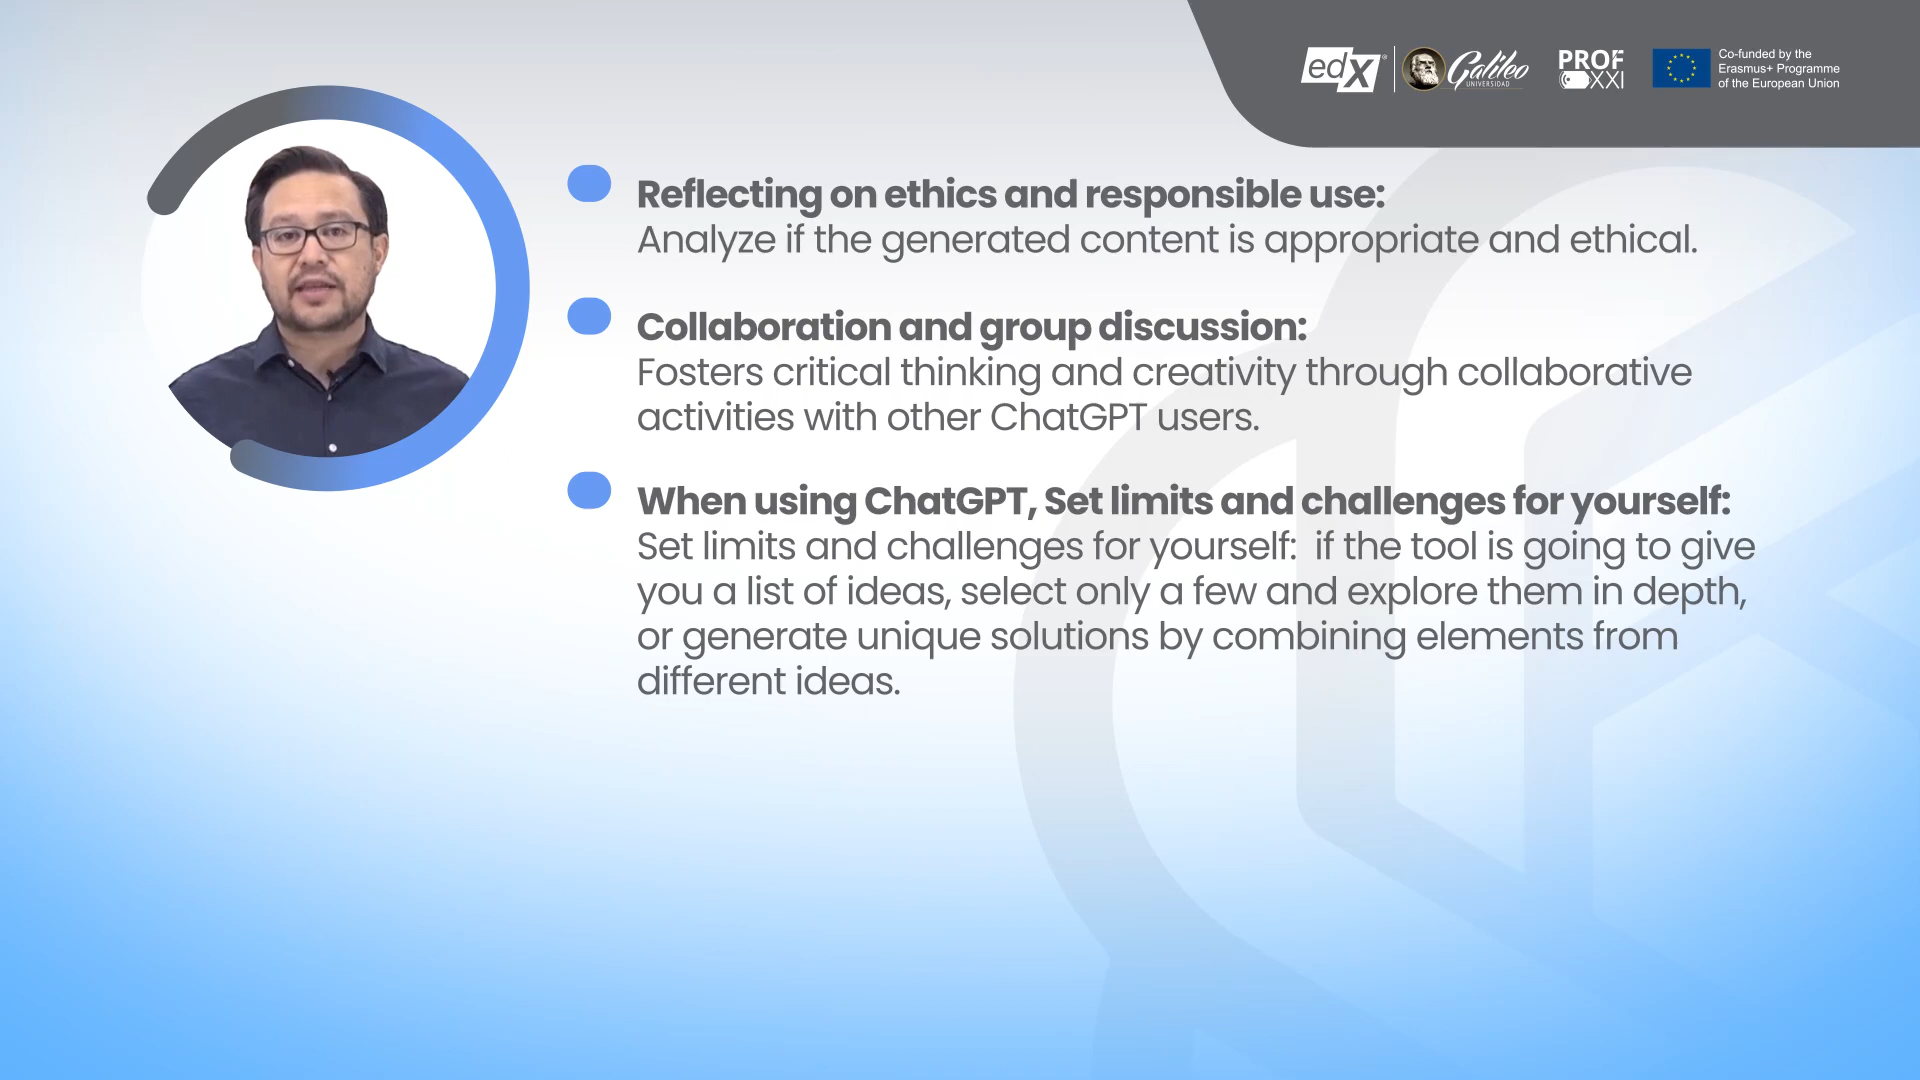 edX
Galileo
UNIVERSIDAD
PROF
XXI
Co-funded by the
Erasmus+ Programme
of the European Union
Reflecting on ethics and responsible use:
Analyze if the generated content is appropriate and ethical.
Collaboration and group discussion:
Fosters critical thinking and creativity through collaborative
activities with other ChatGPT users.
When using ChatGPT, Set limits and challenges for yourself:
Set limits and challenges for yourself:  if the tool is going to give
you a list of ideas, select only a few and explore them in depth,
or generate unique solutions by combining elements from
different ideas.